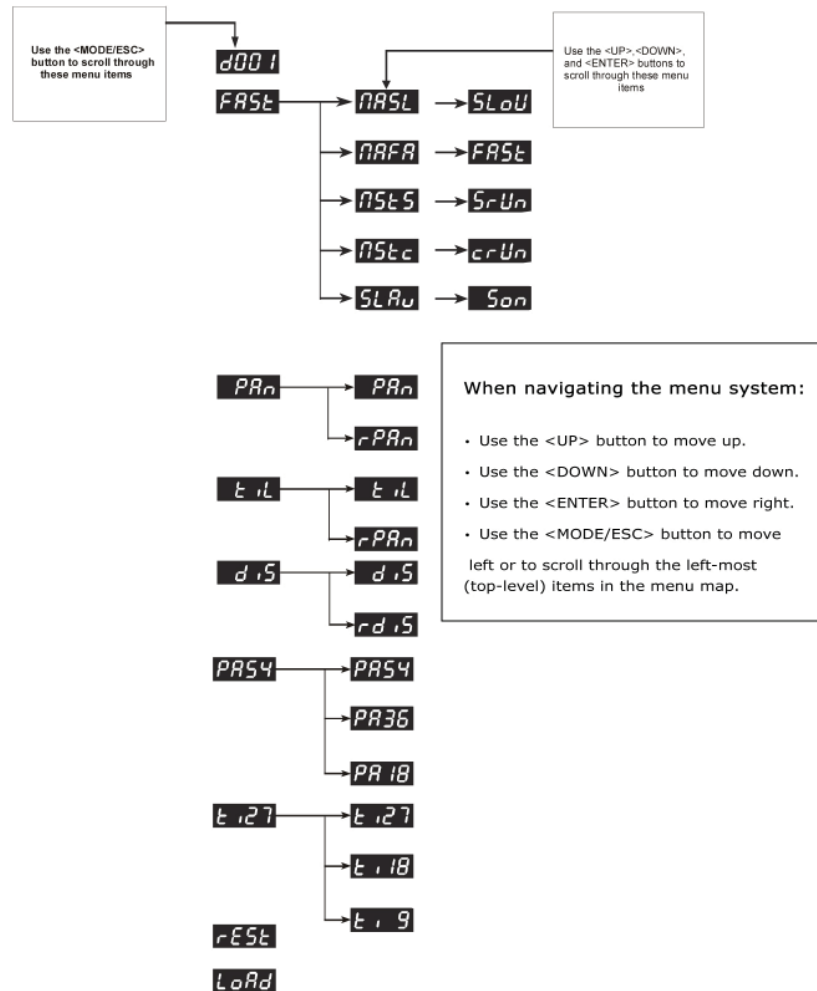 Use the <MODE/ESC>
button to scroll through
these menu items
Use the <UP>,<DOWN>,
and <ENTER> buttons to
scroll through these menu
items
d001
FASt
MASL
SLoW
MAFA
FASt
MStS
SrUn
MStc
crUn
SLAv
Son
PAn
PAn
rPAn
When navigating the menu system:
• Use the <UP> button to move up.
• Use the <DOWN> button to move down.
• Use the <ENTER> button to move right.
• Use the <MODE/ESC> button to move
left or to scroll through the left-most
(top-level) items in the menu map.
tiL
tiL
rPAn
diS
diS
rdiS
PA54
PA54
PA36
PA18
ti27
ti27
ti18
ti 9
rESt
LoAd